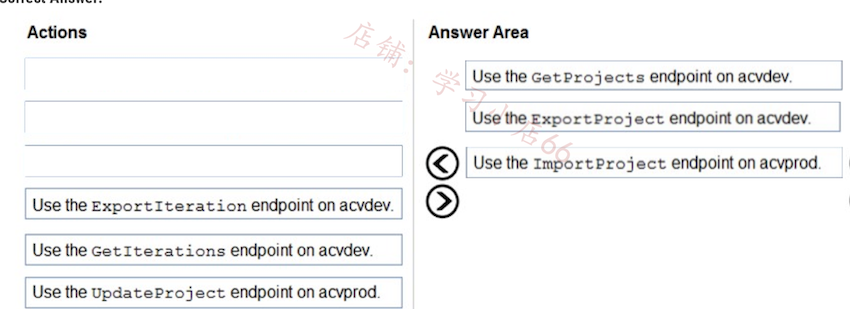 Correct Answer:
Actions
Answer Area
Use the GetProjects endpoint on acvdev.
Use the ExportProject endpoint on acvdev.
Use the ImportProject endpoint on acvprod.
Use the ExportIteration endpoint on acvdev.
Use the GetIterations endpoint on acvdev.
Use the UpdateProject endpoint on acvprod.
店铺：学习小店66